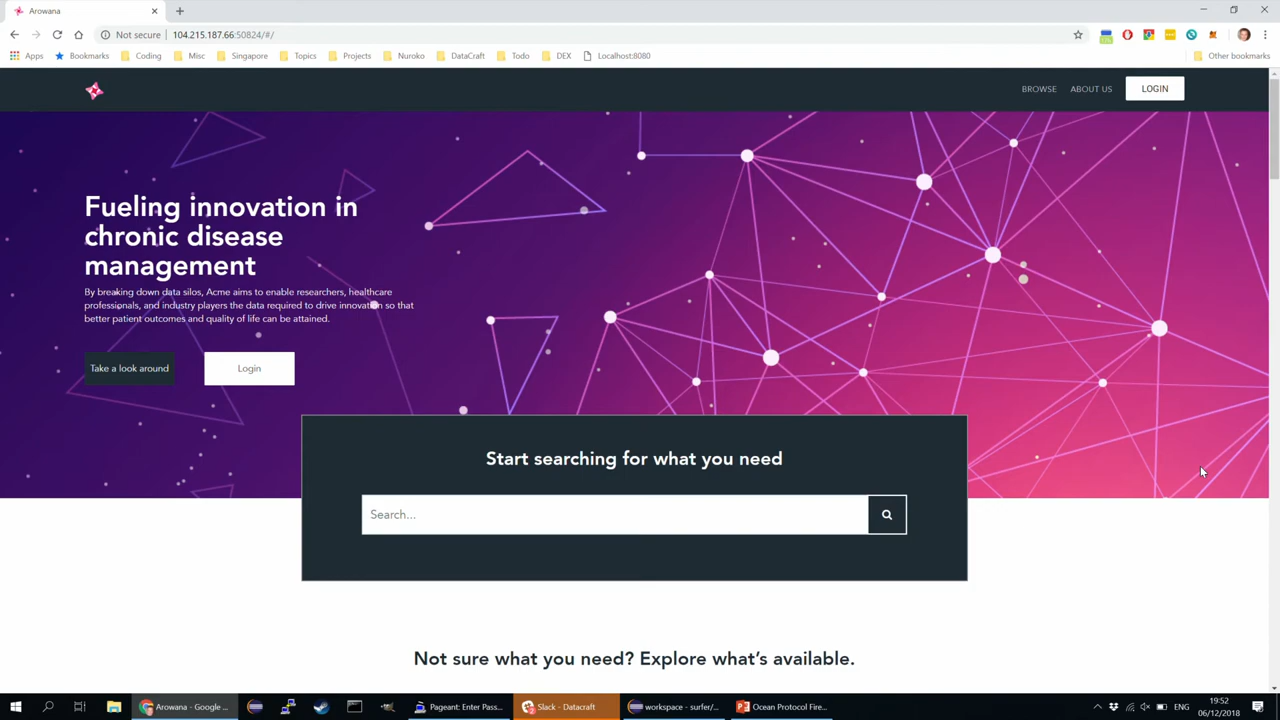 Arowana
Not secure | 104.215.187.66:50824/#/
Apps Bookmarks Coding Misc Singapore Topics Projects Nuroko DataCraft Todo DEX Localhost:8080 Other bookmarks
BROWSE ABOUT US LOGIN
Fueling innovation in
chronic disease
management
By breaking down data silos, Acme aims to enable researchers, healthcare
professionals, and industry players the data required to drive innovation so that
better patient outcomes and quality of life can be attained.
Take a look around Login
Start searching for what you need
Search...
Not sure what you need? Explore what's available.
Arowana - Google ... Pageant: Enter Pass... Slack - Datacraft workspace - surfer/... Ocean Protocol Fire... ENG 19:52
06/12/2018